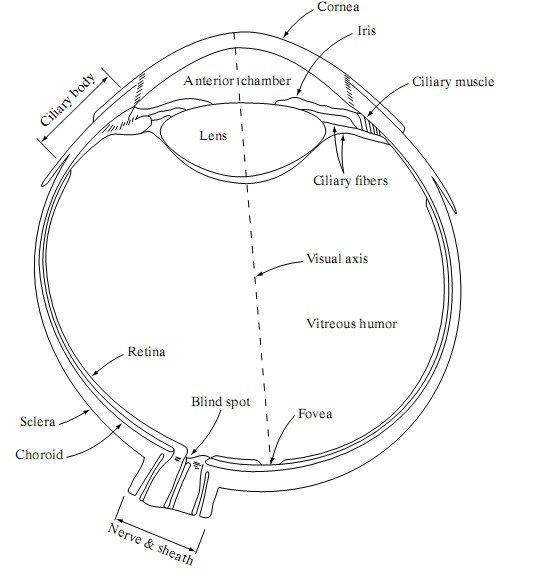 Cornea
Iris
Ciliary body
Anterior chamber
Ciliary muscle
Lens
Ciliary fibers
Visual axis
Vitreous humor
Retina
Blind spot
Fovea
Sclera
Choroid
Nerve & sheath